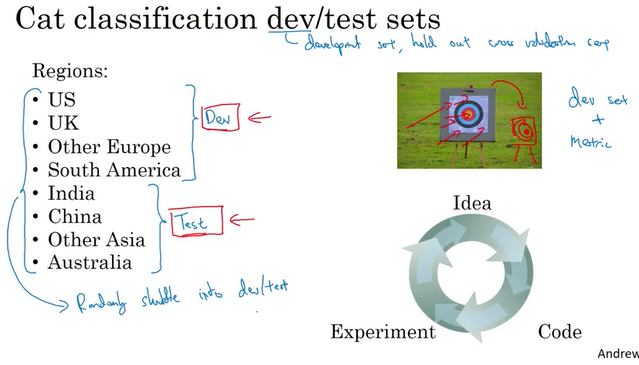 Cat classification dev/test sets
development set, hold out cross validation set
Regions:
• US
• UK
• Other Europe
• South America
• India
• China
• Other Asia
• Australia
Dev
Test
Randomly shuffle into dev/test
dev set
+
metric
Idea
Experiment
Code
Andrew